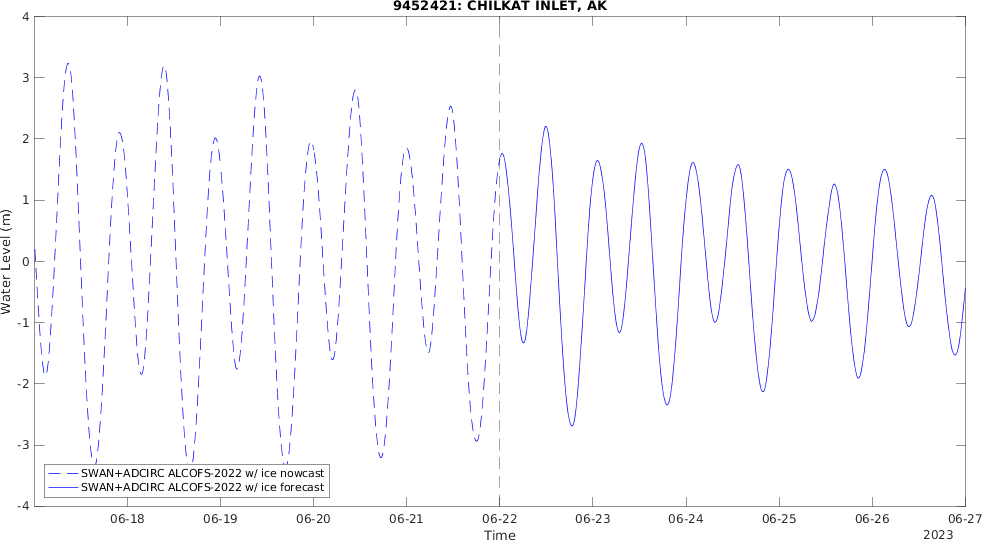 9452421: CHILKAT INLET, AK
4
3
2
1
0
-1
-2
-3
-4
Water Level (m)
SWAN+ADCIRC ALCOFS-2022 w/ ice nowcast
SWAN+ADCIRC ALCOFS-2022 w/ ice forecast
06-18 06-19 06-20 06-21 06-22 06-23 06-24 06-25 06-26 06-27
Time
2023